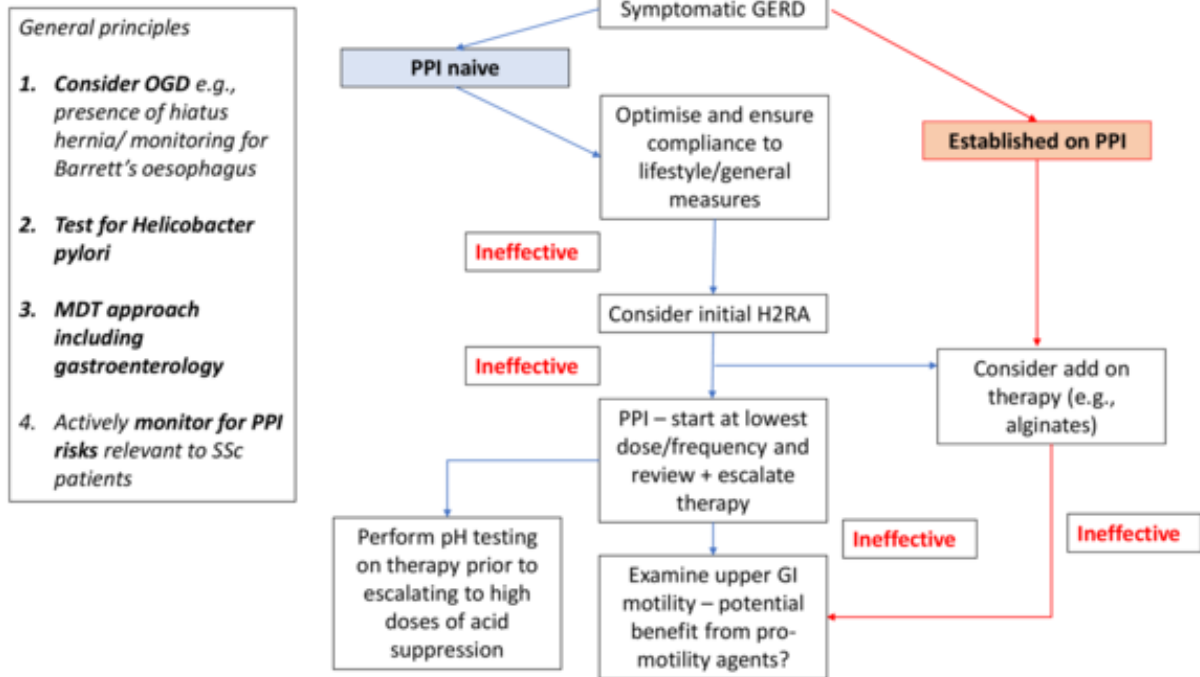 General principles
1. Consider OGD e.g.,
presence of hiatus
hernia/ monitoring for
Barrett's oesophagus
2. Test for Helicobacter
pylori
3. MDT approach
including
gastroenterology
4. Actively monitor for PPI
risks relevant to SSc
patients
Symptomatic GERD
PPI naive
Established on PPI
Optimise and ensure
compliance to
lifestyle/general
measures
Ineffective
Consider initial H2RA
Ineffective
Consider add on
therapy (e.g.,
alginates)
PPI – start at lowest
dose/frequency and
review + escalate
therapy
Perform pH testing
on therapy prior to
escalating to high
doses of acid
suppression
Ineffective
Ineffective
Examine upper GI
motility – potential
benefit from pro-
motility agents?